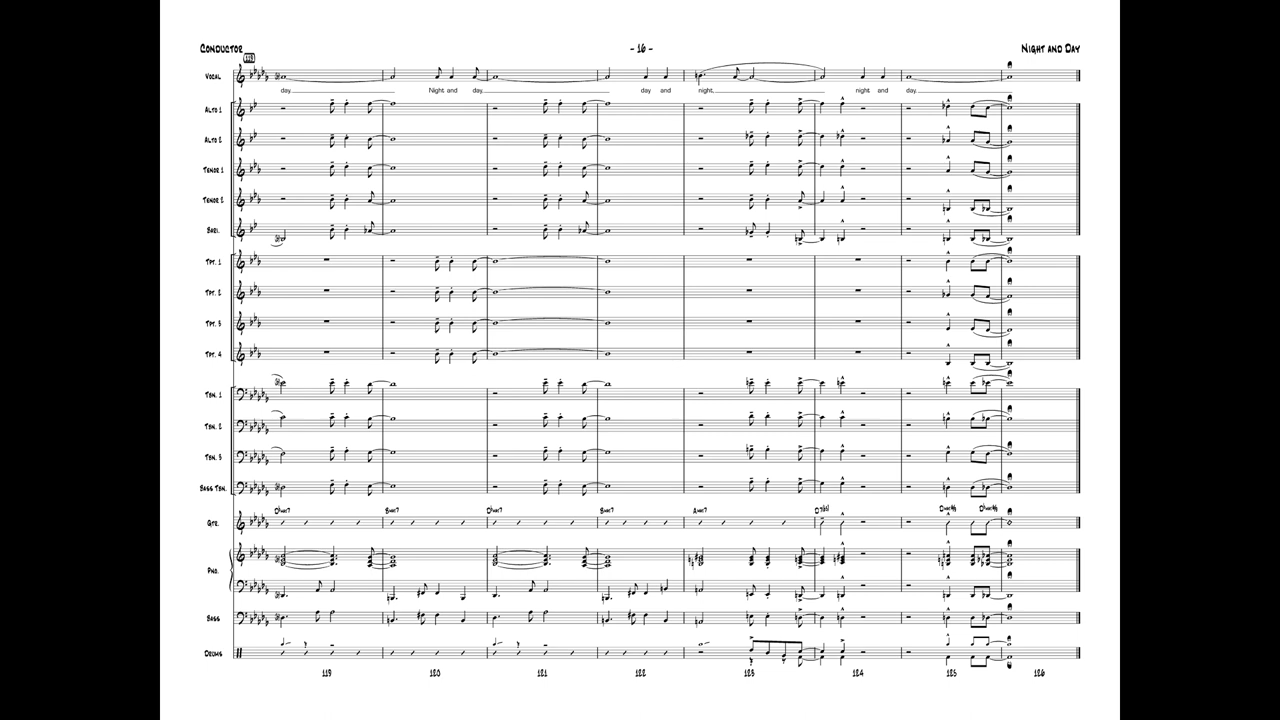 Conductor
- 16 -
Night and Day
119
Vocal
day Night and day day and night night and day
Alto 1
Alto 2
Tenor 1
Tenor 2
Bari.
Tpt. 1
Tpt. 2
Tpt. 3
Tpt. 4
Tbn. 1
Tbn. 2
Tbn. 3
Bass Tbn.
Gtr.
Pno.
Bass
Drums
119 120 121 122 123 124 125 126